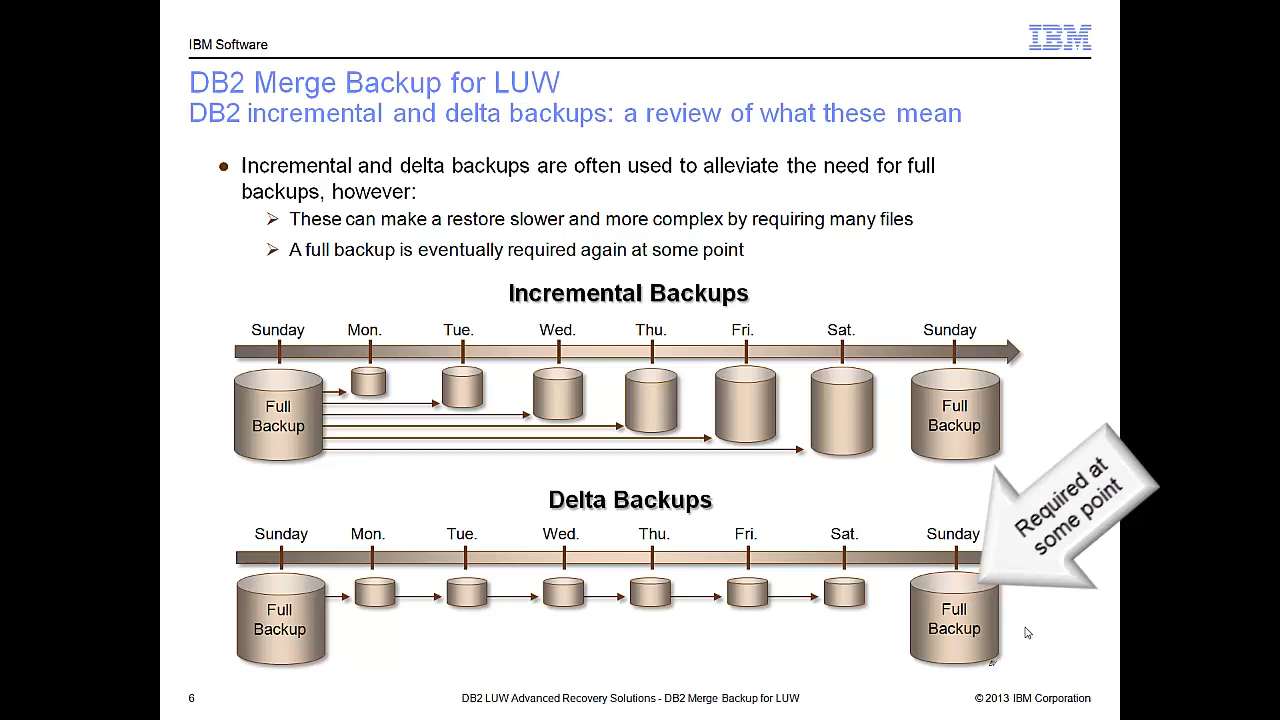 IBM Software
IBM
DB2 Merge Backup for LUW
DB2 incremental and delta backups: a review of what these mean
Incremental and delta backups are often used to alleviate the need for full
backups, however:
These can make a restore slower and more complex by requiring many files
A full backup is eventually required again at some point
Incremental Backups
Sunday Mon. Tue. Wed. Thu. Fri. Sat. Sunday
Full
Backup
Full
Backup
Required at
some point
Delta Backups
Sunday Mon. Tue. Wed. Thu. Fri. Sat. Sunday
Full
Backup
Full
Backup
6
DB2 LUW Advanced Recovery Solutions - DB2 Merge Backup for LUW
© 2013 IBM Corporation